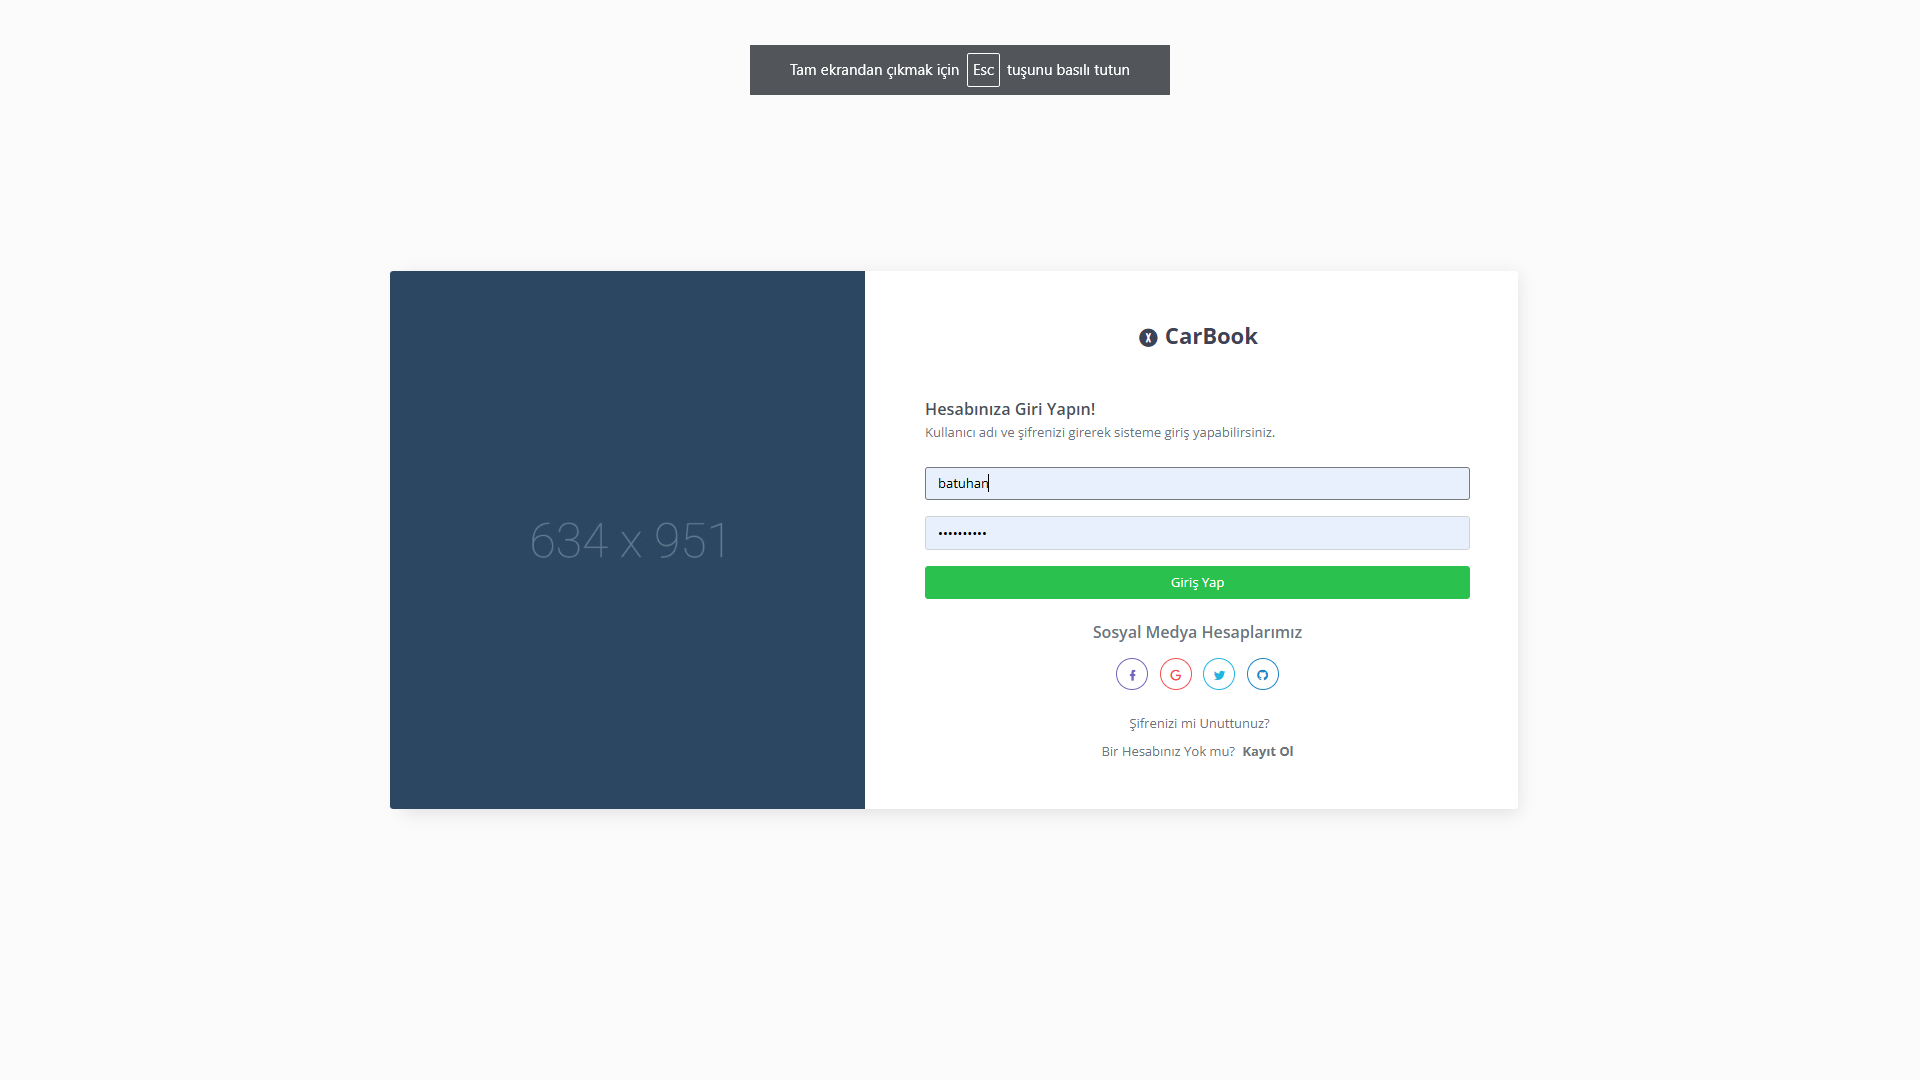 Tam ekrandan çıkmak için Esc tuşunu basılı tutun
634 x 951
CarBook
Hesabınıza Giri Yapın!
Kullanıcı adı ve şifrenizi girerek sisteme giriş yapabilirsiniz.
batuhan
••••••••••
Giriş Yap
Sosyal Medya Hesaplarımız
Şifrenizi mi Unuttunuz?
Bir Hesabınız Yok mu? Kayıt Ol